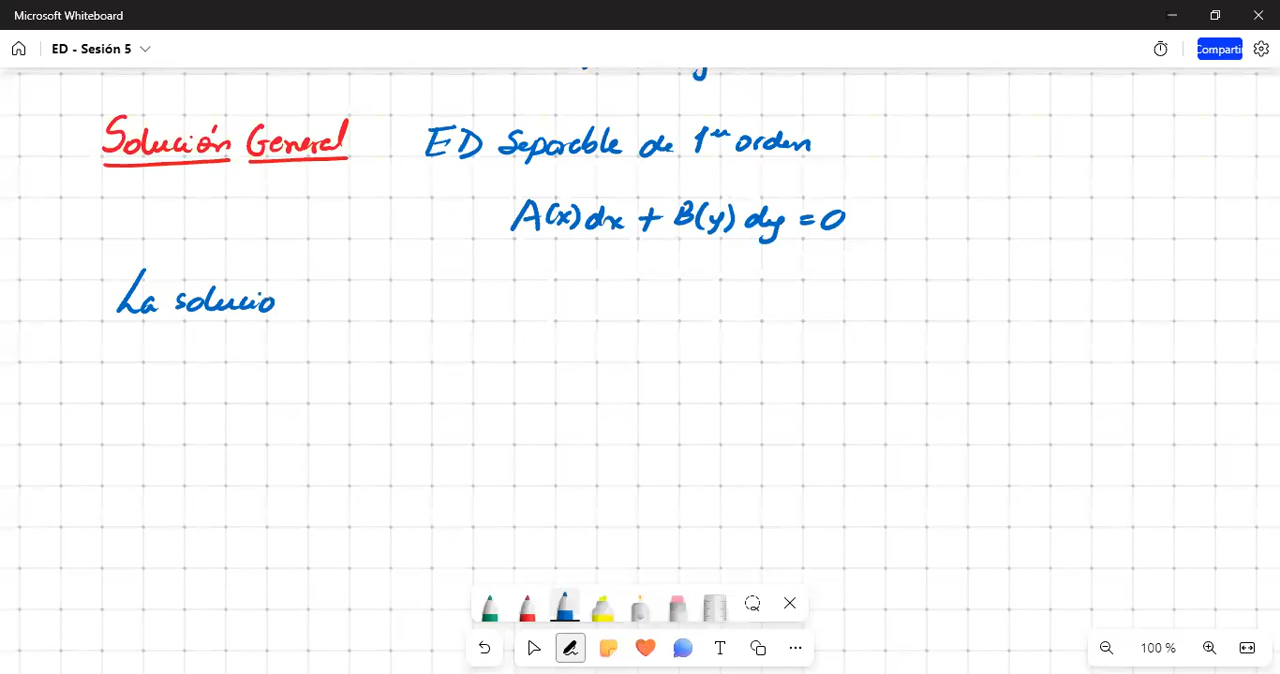 Microsoft Whiteboard
ED - Sesión 5
Compartir
Solución General ED Separable de 1er orden
A(x)dx + B(y)dy = 0
La solucio
100 %